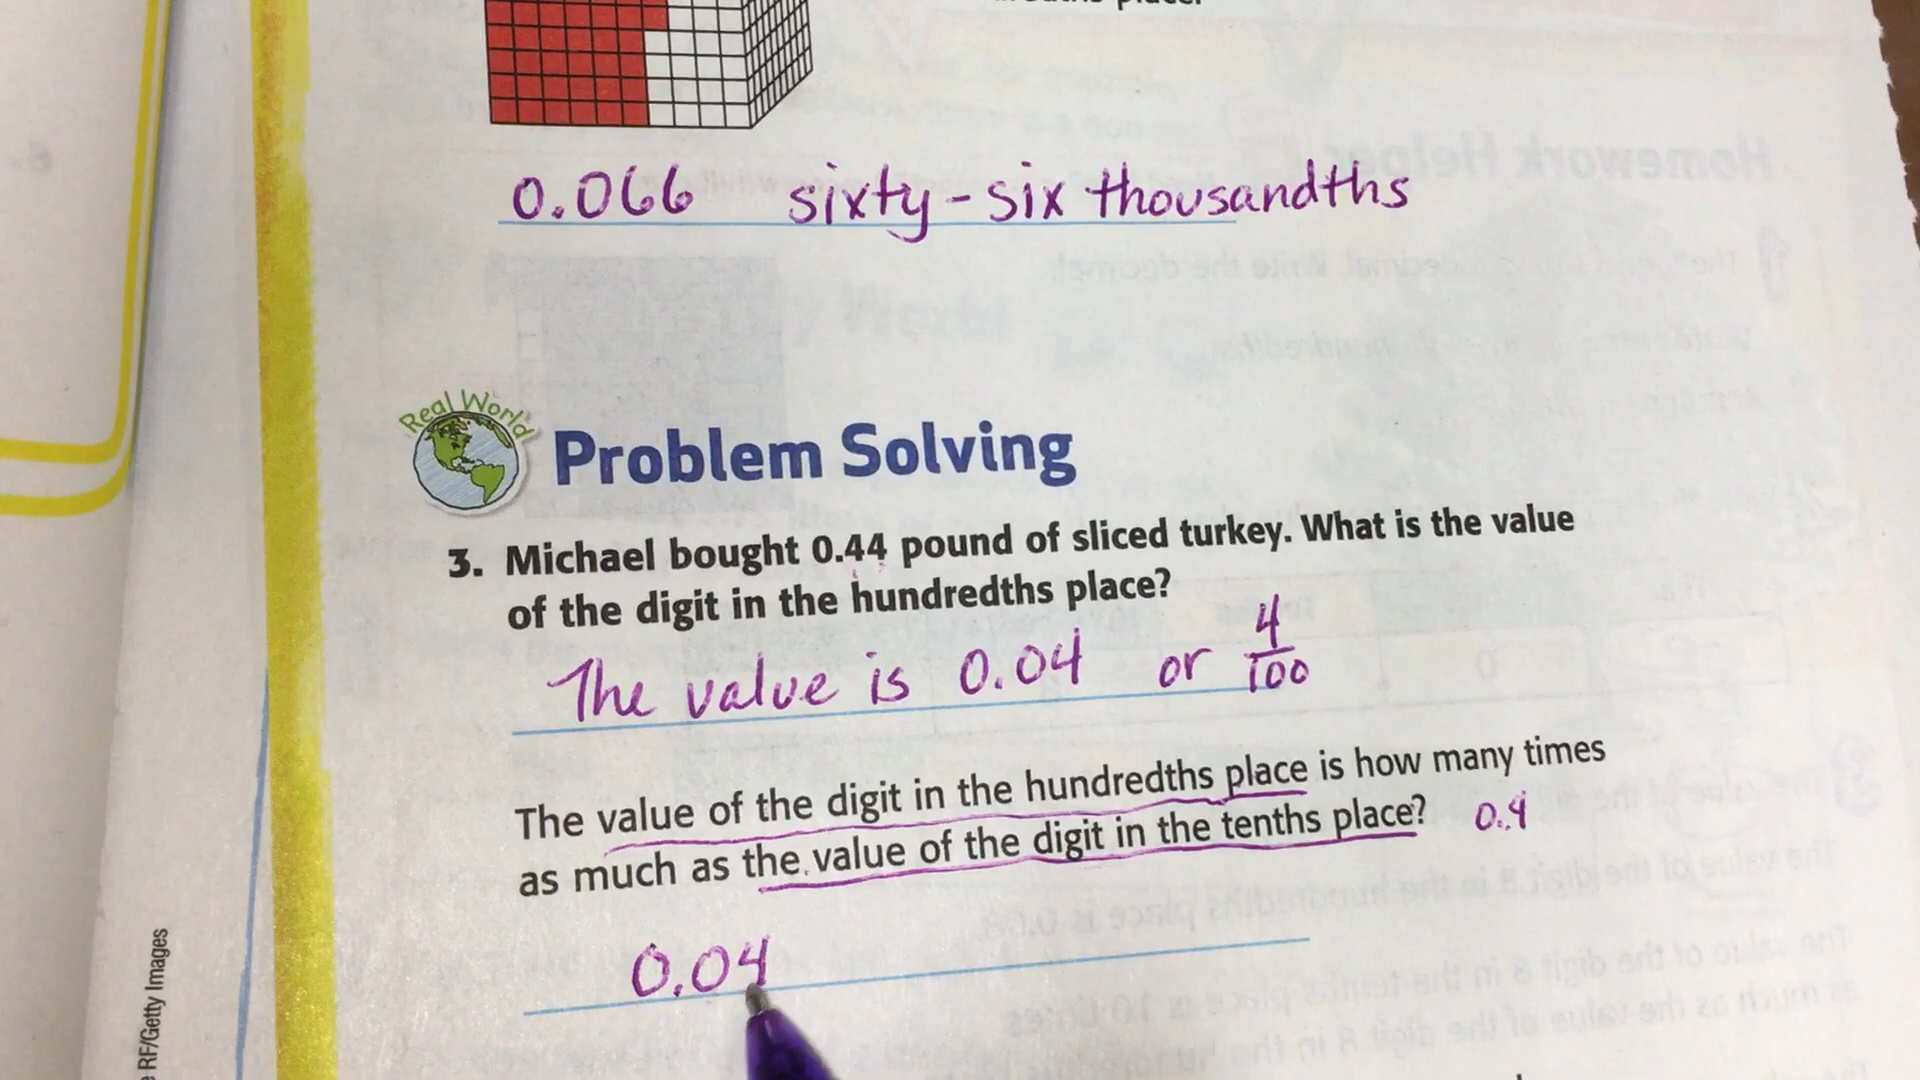 0.066 sixty-six thousandths
Real World
Problem Solving
3. Michael bought 0.44 pound of sliced turkey. What is the value
of the digit in the hundredths place?
The value is 0.04 or 4/100
The value of the digit in the hundredths place is how many times
as much as the value of the digit in the tenths place? 0.4
0.04
RF/Getty Images